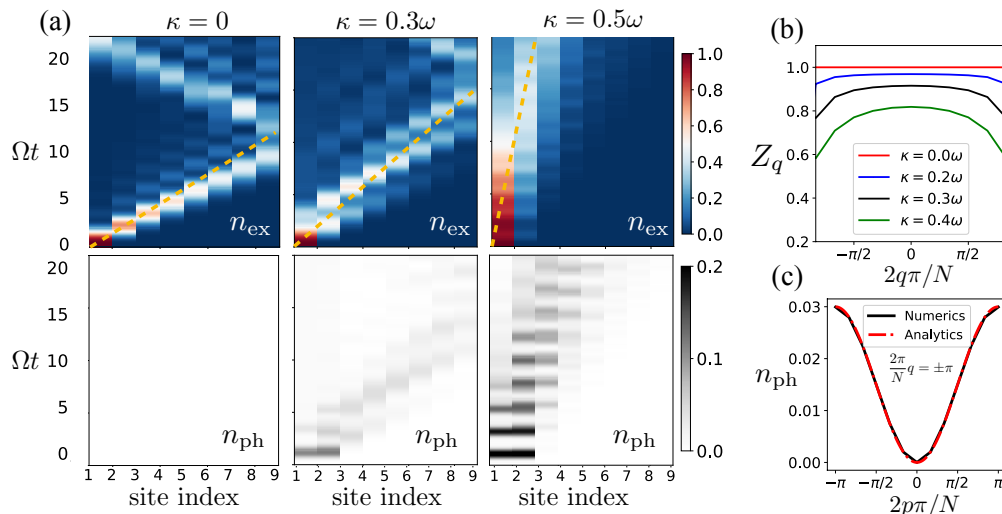 (a)
κ = 0
κ = 0.3ω
κ = 0.5ω
Ωt
20
15
10
5
0
n_ex
n_ex
n_ex
1.0
0.8
0.6
0.4
0.2
0.0
Ωt
20
15
10
5
0
n_ph
n_ph
n_ph
0.2
0.1
0.0
1 2 3 4 5 6 7 8 9
1 2 3 4 5 6 7 8 9
1 2 3 4 5 6 7 8 9
site index
site index
site index
(b)
Z_q
1.0
0.8
0.6
0.4
0.2
κ = 0.0ω
κ = 0.2ω
κ = 0.3ω
κ = 0.4ω
−π/2 0 π/2
2qπ/N
(c)
n_ph
0.03
0.02
0.01
0.00
Numerics
Analytics
2π/N q = ±π
−π −π/2 0 π/2 π
2pπ/N